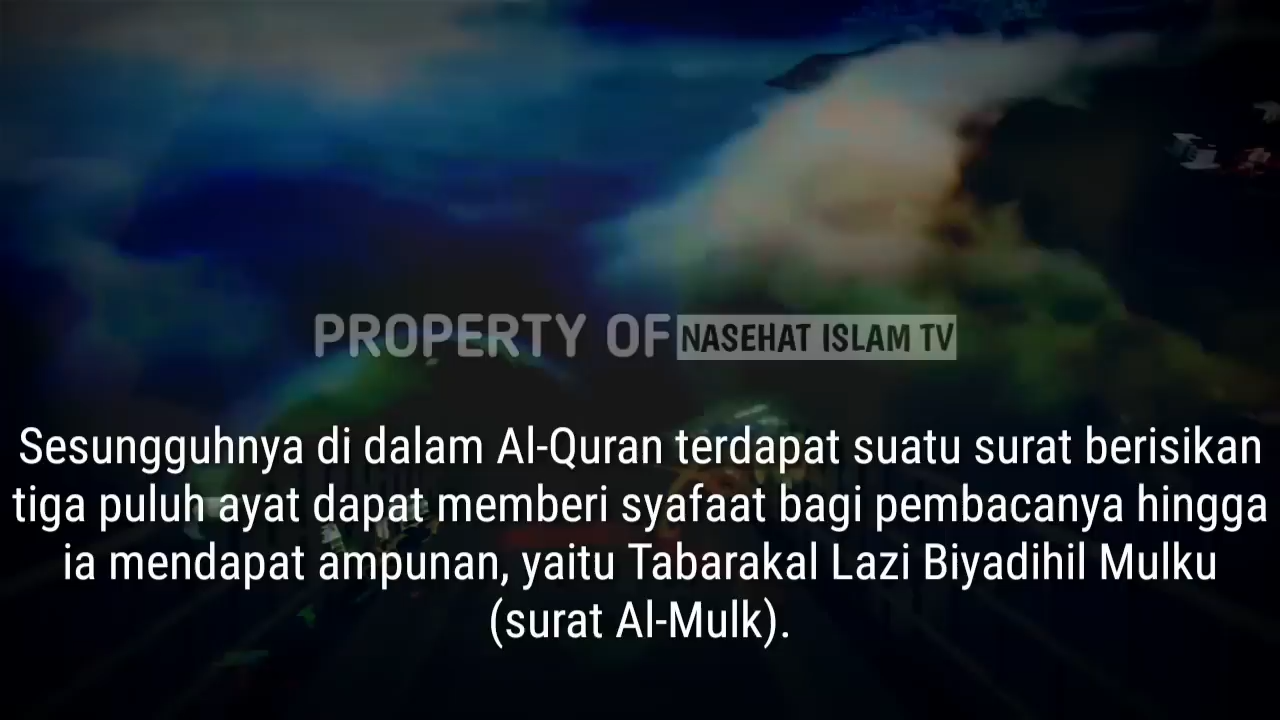 PROPERTY OF NASEHAT ISLAM TV
Sesungguhnya di dalam Al-Quran terdapat suatu surat berisikan
tiga puluh ayat dapat memberi syafaat bagi pembacanya hingga
ia mendapat ampunan, yaitu Tabarakal Lazi Biyadihil Mulku
(surat Al-Mulk).